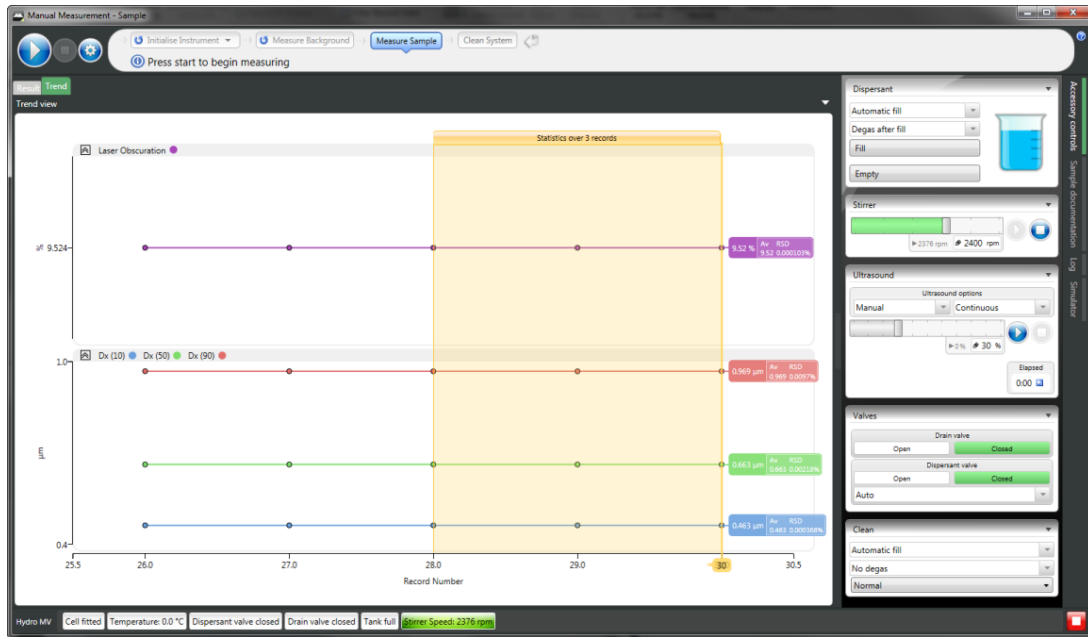 Manual Measurement - Sample
Initialise Instrument
Measure Background
Measure Sample
Clean System
Press start to begin measuring
Result
Trend
Trend view
Statistics over 3 records
Laser Obscuration
%
9.524
9.52 %
Av RSD
9.52 0.000103%
Dx (10)
Dx (50)
Dx (90)
1.0
µm
0.4
0.969 µm
Av RSD
0.969 0.0097%
0.663 µm
Av RSD
0.663 0.00218%
0.463 µm
Av RSD
0.463 0.000368%
25.5
26.0
27.0
28.0
29.0
30
30.5
Record Number
Dispersant
Automatic fill
Degas after fill
Fill
Empty
Stirrer
2376 rpm
2400 rpm
Ultrasound
Ultrasound options
Manual
Continuous
0%
30 %
Elapsed
0:00
Valves
Drain valve
Open
Closed
Dispersant valve
Open
Closed
Auto
Clean
Automatic fill
No degas
Normal
Accessory controls
Sample documentation
Log
Simulator
Hydro MV
Cell fitted
Temperature: 0.0 °C
Dispersant valve closed
Drain valve closed
Tank full
Stirrer Speed: 2376 rpm